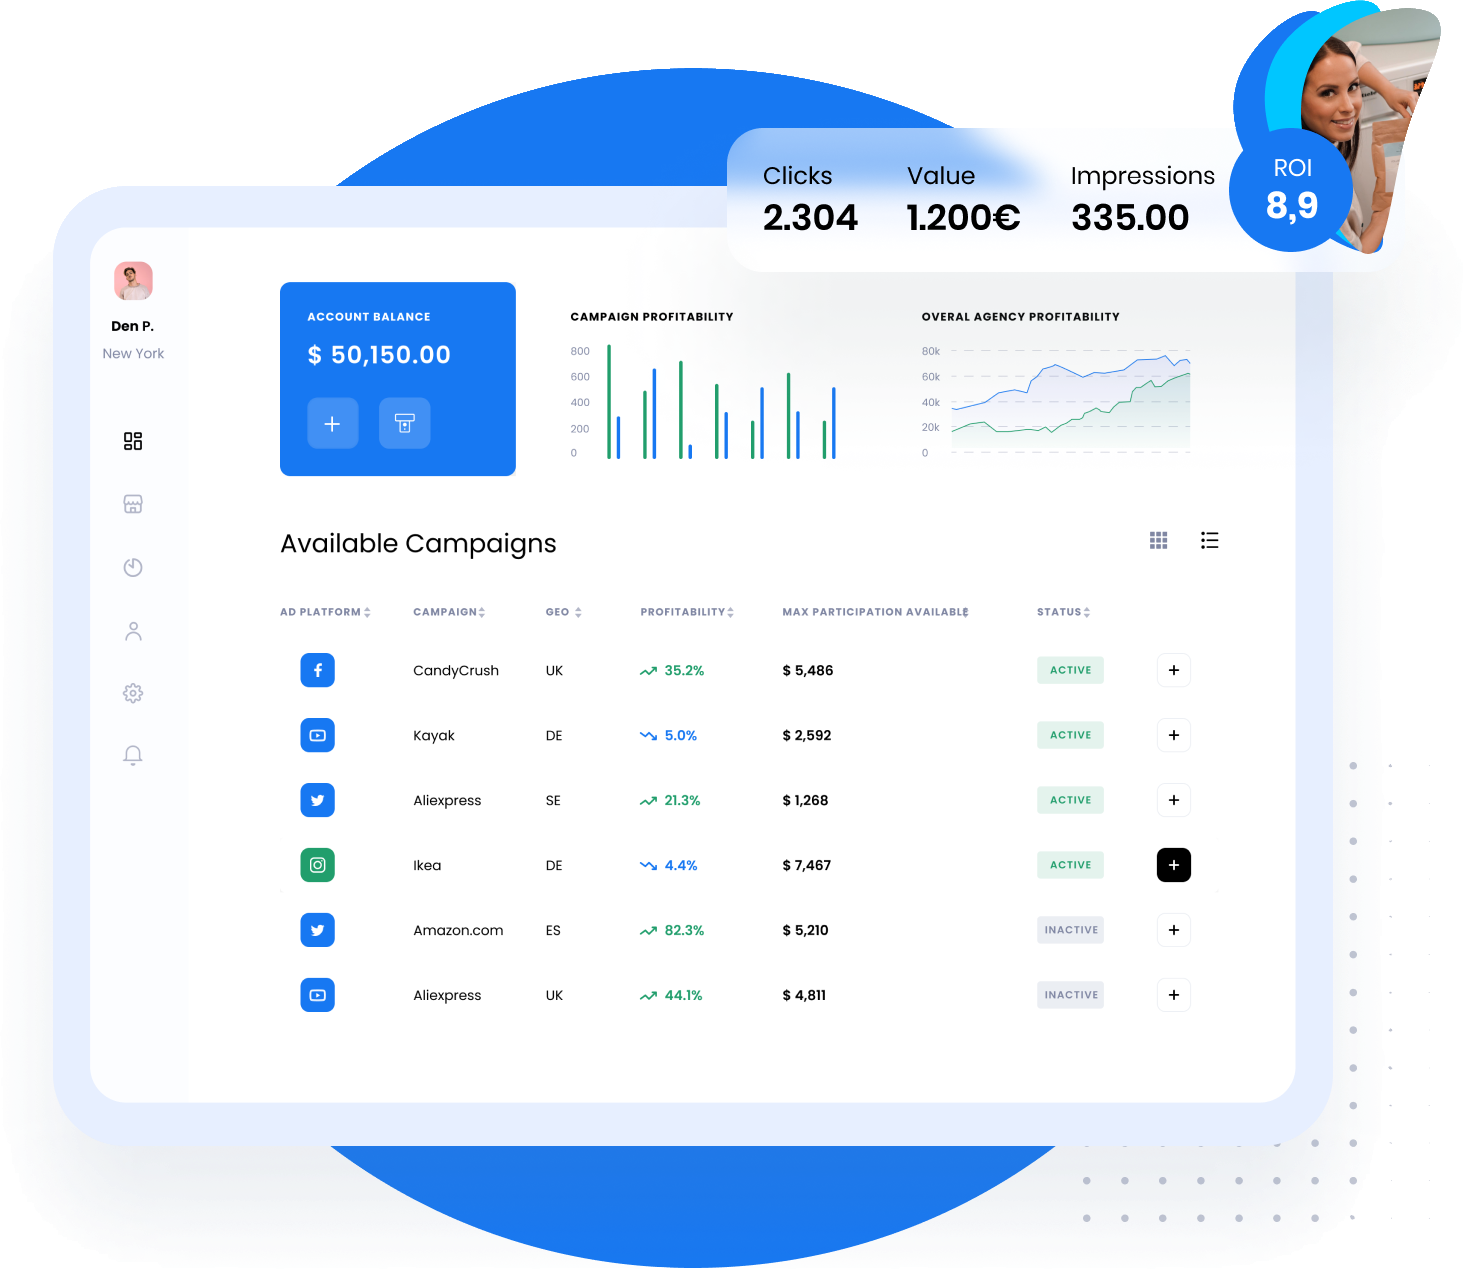 Clicks Value Impressions
2.304 1.200€ 335.00
ROI
8,9
Den P.
New York
ACCOUNT BALANCE
$ 50,150.00
CAMPAIGN PROFITABILITY
800
600
400
200
0
OVERAL AGENCY PROFITABILITY
80k
60k
40k
20k
0
Available Campaigns
AD PLATFORM CAMPAIGN GEO PROFITABILITY MAX PARTICIPATION AVAILABLE STATUS
CandyCrush UK 35.2% $ 5,486 ACTIVE +
Kayak DE 5.0% $ 2,592 ACTIVE +
Aliexpress SE 21.3% $ 1,268 ACTIVE +
Ikea DE 4.4% $ 7,467 ACTIVE +
Amazon.com ES 82.3% $ 5,210 INACTIVE +
Aliexpress UK 44.1% $ 4,811 INACTIVE +